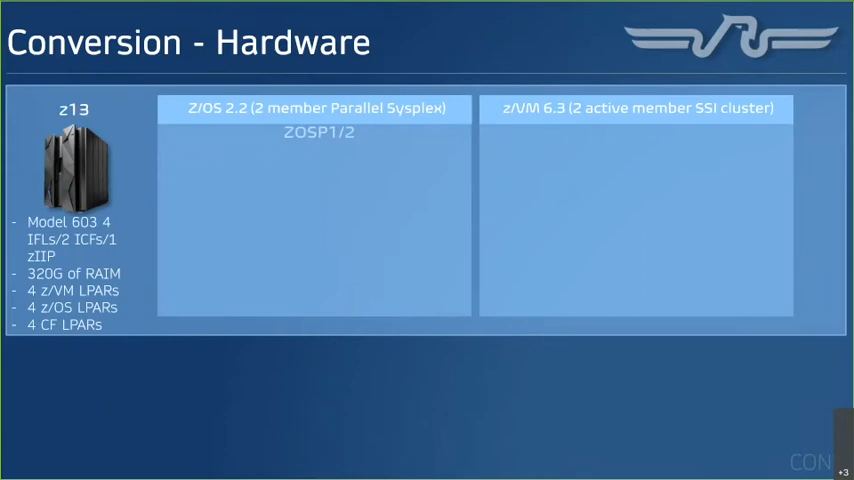 Conversion - Hardware
z13
Z/OS 2.2 (2 member Parallel Sysplex)
z/VM 6.3 (2 active member SSI cluster)
ZOSP1/2
- Model 603 4
IFLs/2 ICFs/1
zIIP
- 320G of RAIM
- 4 z/VM LPARs
- 4 z/OS LPARs
- 4 CF LPARs
CON
+3